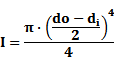 I = π · ((do − dᵢ)/2)⁴ / 4